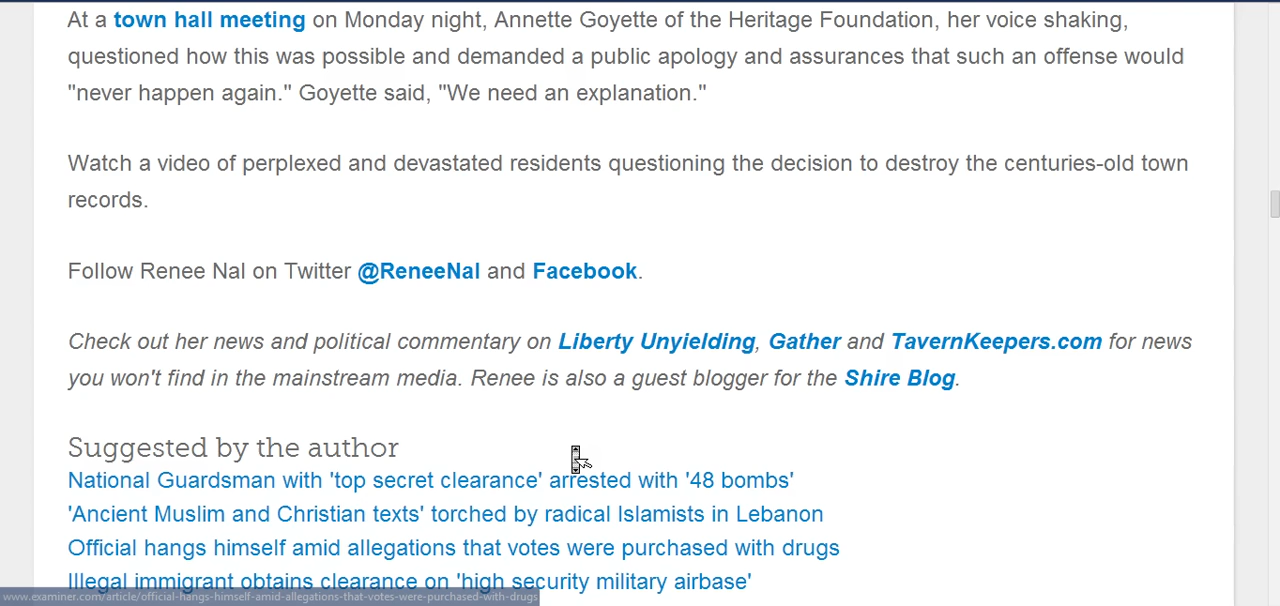 At a town hall meeting on Monday night, Annette Goyette of the Heritage Foundation, her voice shaking,
questioned how this was possible and demanded a public apology and assurances that such an offense would
"never happen again." Goyette said, "We need an explanation."
Watch a video of perplexed and devastated residents questioning the decision to destroy the centuries-old town
records.
Follow Renee Nal on Twitter @ReneeNal and Facebook.
Check out her news and political commentary on Liberty Unyielding, Gather and TavernKeepers.com for news
you won't find in the mainstream media. Renee is also a guest blogger for the Shire Blog.
Suggested by the author
National Guardsman with 'top secret clearance' arrested with '48 bombs'
'Ancient Muslim and Christian texts' torched by radical Islamists in Lebanon
Official hangs himself amid allegations that votes were purchased with drugs
Illegal immigrant obtains clearance on 'high security military airbase'
www.examiner.com/article/official-hangs-himself-amid-allegations-that-votes-were-purchased-with-drugs